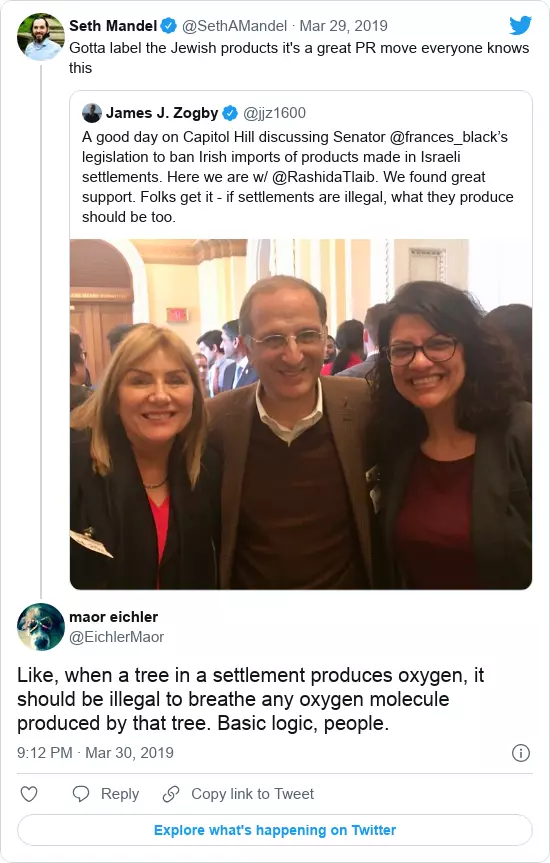 Seth Mandel @SethAMandel · Mar 29, 2019
Gotta label the Jewish products it's a great PR move everyone knows
this
James J. Zogby @jjz1600
A good day on Capitol Hill discussing Senator @frances_black's
legislation to ban Irish imports of products made in Israeli
settlements. Here we are w/ @RashidaTlaib. We found great
support. Folks get it - if settlements are illegal, what they produce
should be too.
maor eichler
@EichlerMaor
Like, when a tree in a settlement produces oxygen, it
should be illegal to breathe any oxygen molecule
produced by that tree. Basic logic, people.
9:12 PM · Mar 30, 2019
Reply
Copy link to Tweet
Explore what's happening on Twitter